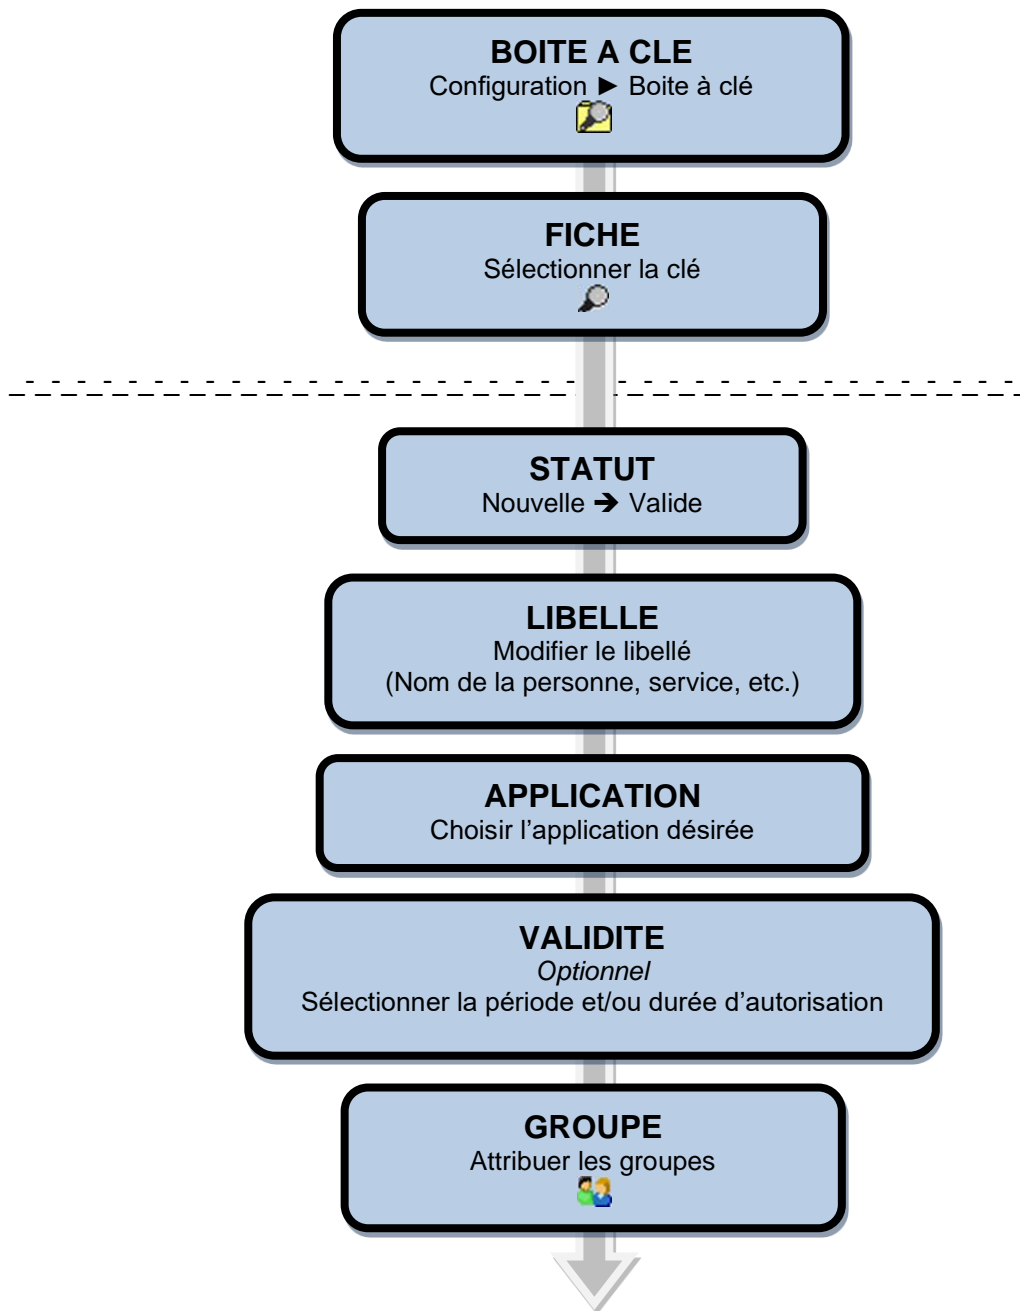 BOITE A CLE
Configuration ► Boite à clé
FICHE
Sélectionner la clé
STATUT
Nouvelle ➔ Valide
LIBELLE
Modifier le libellé
(Nom de la personne, service, etc.)
APPLICATION
Choisir l’application désirée
VALIDITE
Optionnel
Sélectionner la période et/ou durée d’autorisation
GROUPE
Attribuer les groupes